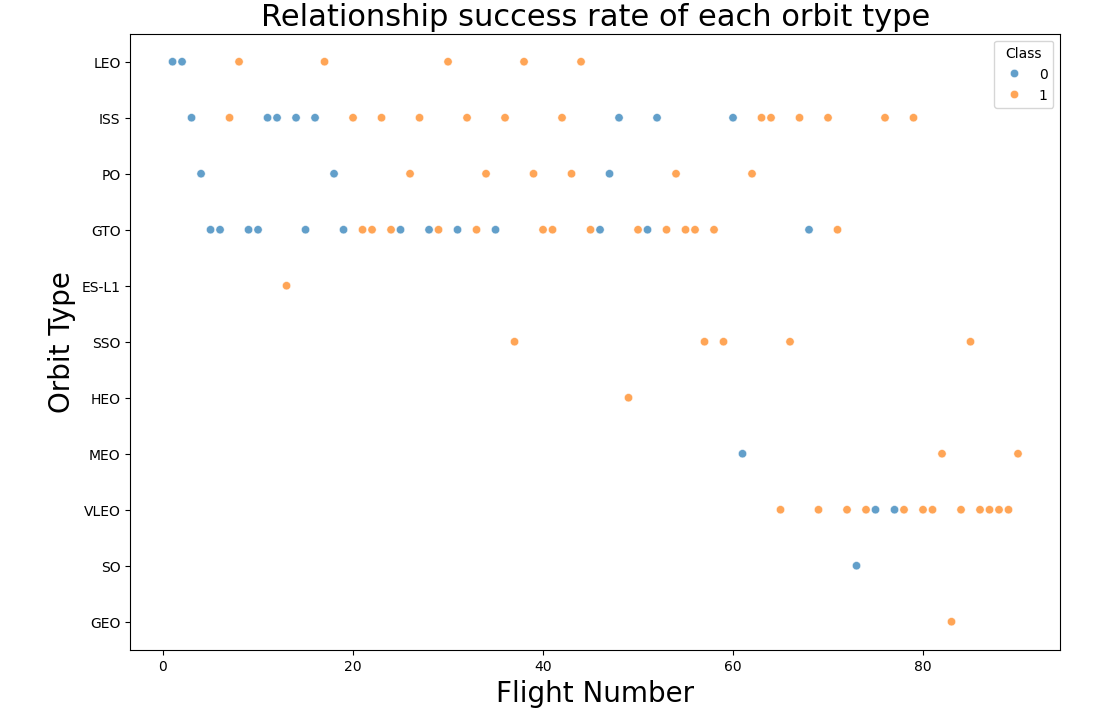 Relationship success rate of each orbit type
Class
0
1
Orbit Type
LEO
ISS
PO
GTO
ES-L1
SSO
HEO
MEO
VLEO
SO
GEO
0 20 40 60 80
Flight Number